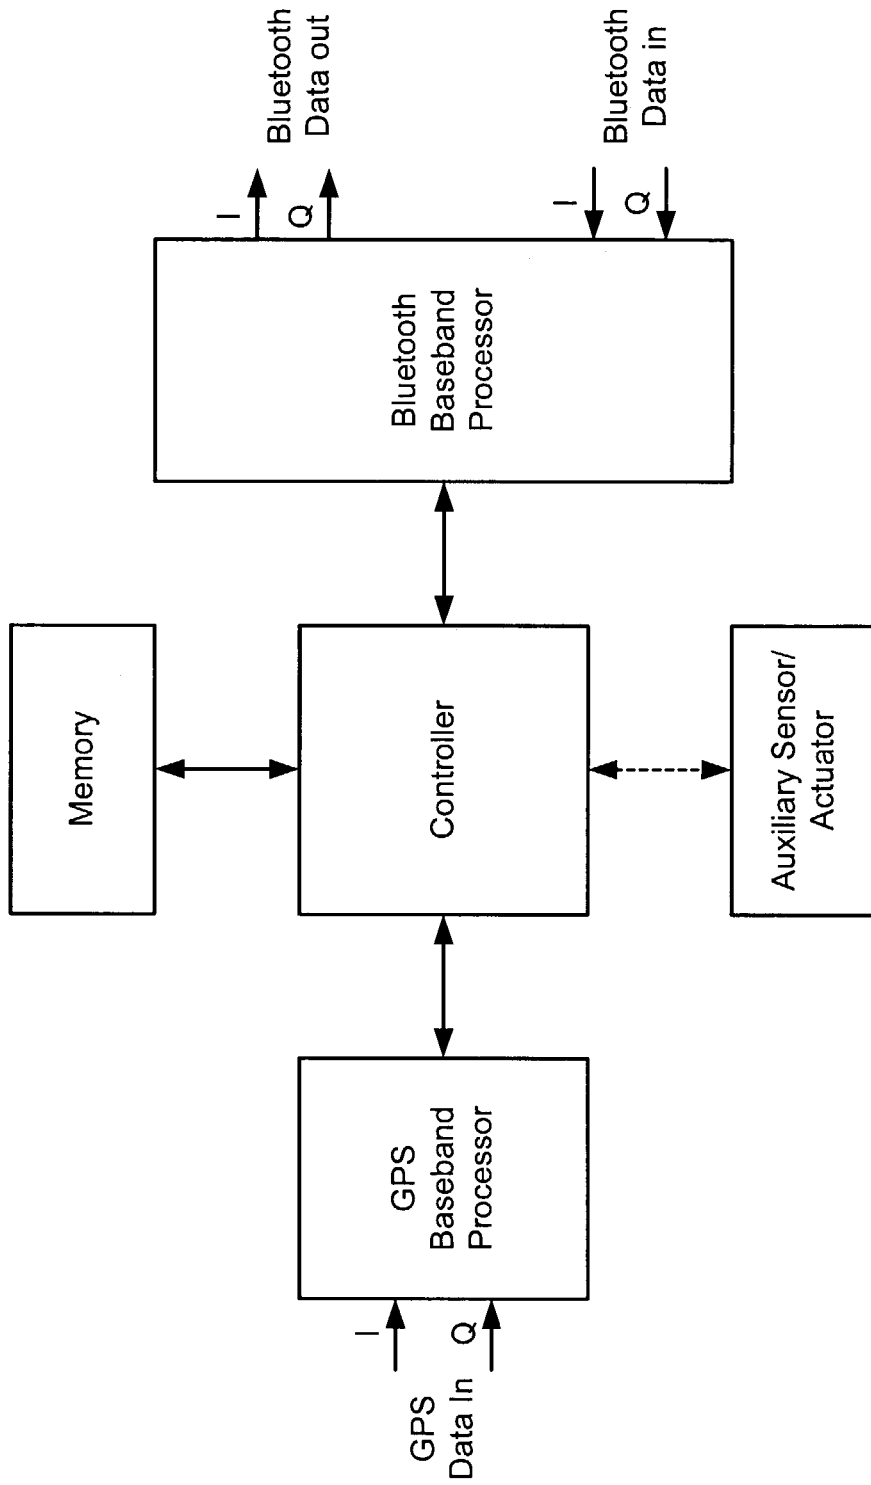 Memory
I
Q
Bluetooth
Data out
GPS
Data In
I
Q
GPS
Baseband
Processor
Controller
Bluetooth
Baseband
Processor
I
Q
Bluetooth
Data in
Auxiliary Sensor/
Actuator